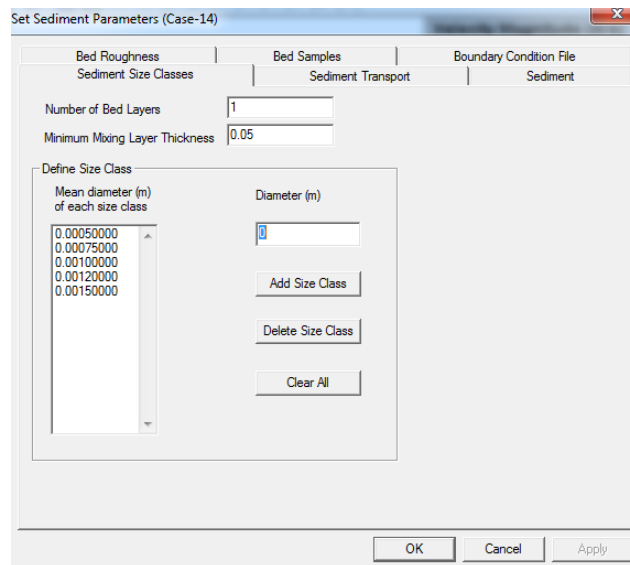 Set Sediment Parameters (Case-14)
Bed Roughness
Bed Samples
Boundary Condition File
Sediment Size Classes
Sediment Transport
Sediment
Number of Bed Layers
1
Minimum Mixing Layer Thickness
0.05
Define Size Class
Mean diameter (m)
of each size class
Diameter (m)
0.00050000
0.00075000
0.00100000
0.00120000
0.00150000
0
Add Size Class
Delete Size Class
Clear All
OK
Cancel
Apply